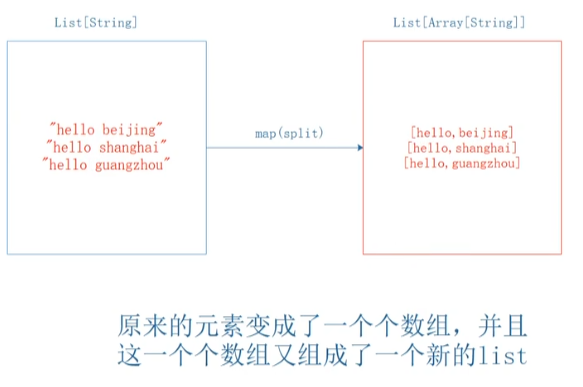 List[String]
List[Array[String]]
"hello beijing"
"hello shanghai"
"hello guangzhou"
map(split)
[hello,beijing]
[hello,shanghai]
[hello,guangzhou]
原来的元素变成了一个个数组，并且
这一个个数组又组成了一个新的list